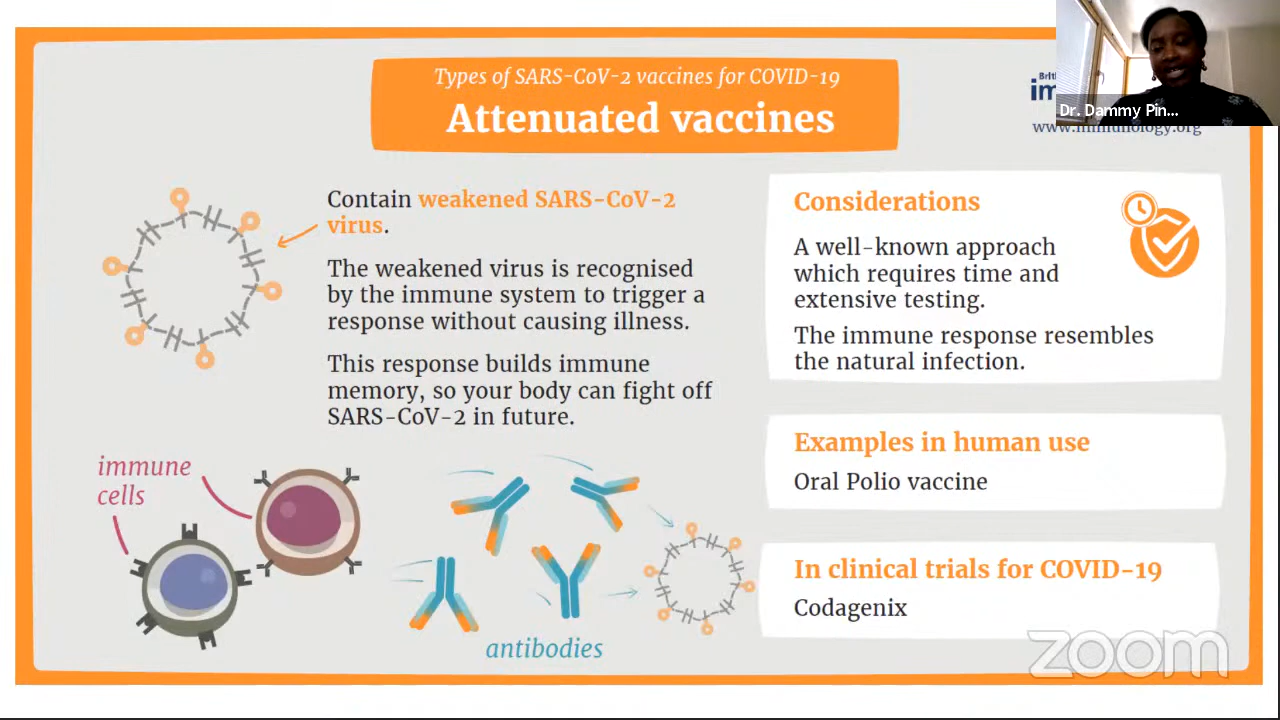 Types of SARS-CoV-2 vaccines for COVID-19
Attenuated vaccines
Dr. Dammy Pin...
www.immunology.org
Contain weakened SARS-CoV-2
virus.
The weakened virus is recognised
by the immune system to trigger a
response without causing illness.
This response builds immune
memory, so your body can fight off
SARS-CoV-2 in future.
immune
cells
antibodies
Considerations
A well-known approach
which requires time and
extensive testing.
The immune response resembles
the natural infection.
Examples in human use
Oral Polio vaccine
In clinical trials for COVID-19
Codagenix
zoom